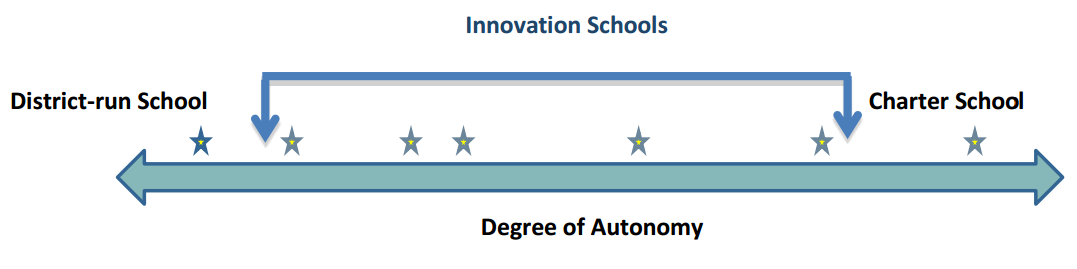 Innovation Schools
District-run School
Charter School
Degree of Autonomy